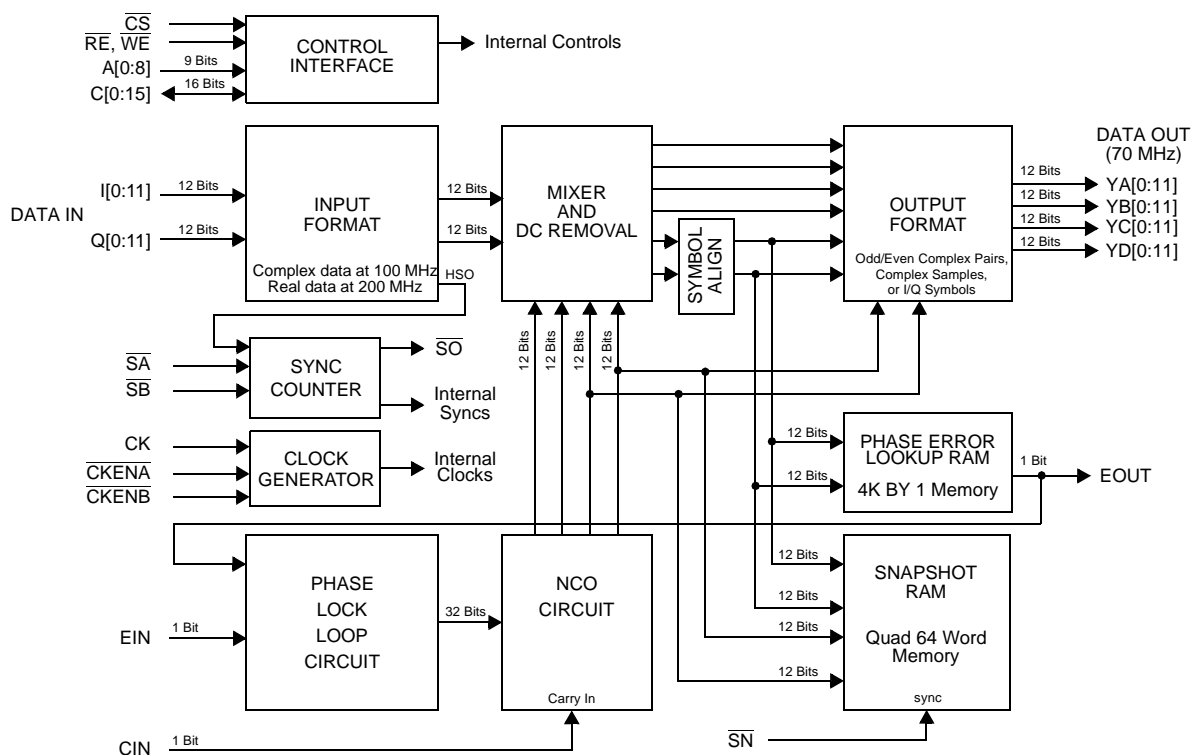 CS
RE, WE
A[0:8]
9 Bits
C[0:15]
16 Bits
CONTROL
INTERFACE
Internal Controls
DATA IN
I[0:11]
12 Bits
Q[0:11]
12 Bits
INPUT
FORMAT
Complex data at 100 MHz
Real data at 200 MHz
HSO
12 Bits
12 Bits
MIXER
AND
DC REMOVAL
SYMBOL
ALIGN
OUTPUT
FORMAT
Odd/Even Complex Pairs,
Complex Samples,
or I/Q Symbols
DATA OUT
(70 MHz)
12 Bits
YA[0:11]
12 Bits
YB[0:11]
12 Bits
YC[0:11]
12 Bits
YD[0:11]
12 Bits
12 Bits
12 Bits
12 Bits
SA
SB
SYNC
COUNTER
SO
Internal
Syncs
CK
CKENA
CKENB
CLOCK
GENERATOR
Internal
Clocks
12 Bits
12 Bits
PHASE ERROR
LOOKUP RAM
4K BY 1 Memory
1 Bit
EOUT
EIN
1 Bit
PHASE
LOCK
LOOP
CIRCUIT
32 Bits
NCO
CIRCUIT
Carry In
12 Bits
12 Bits
12 Bits
12 Bits
SNAPSHOT
RAM
Quad 64 Word
Memory
sync
CIN
1 Bit
SN